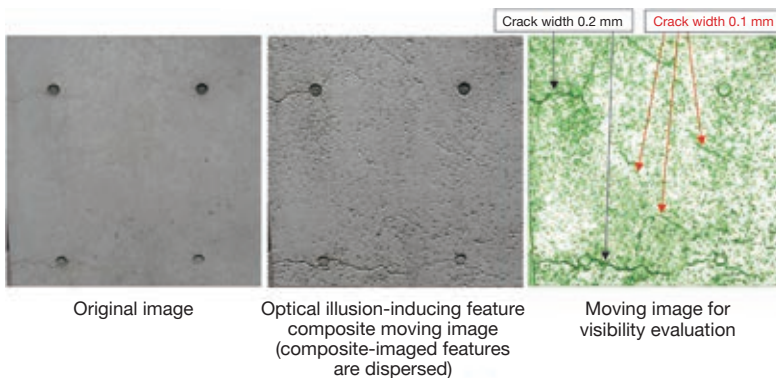 Crack width 0.2 mm
Crack width 0.1 mm
Original image
Optical illusion-inducing feature
composite moving image
(composite-imaged features
are dispersed)
Moving image for
visibility evaluation